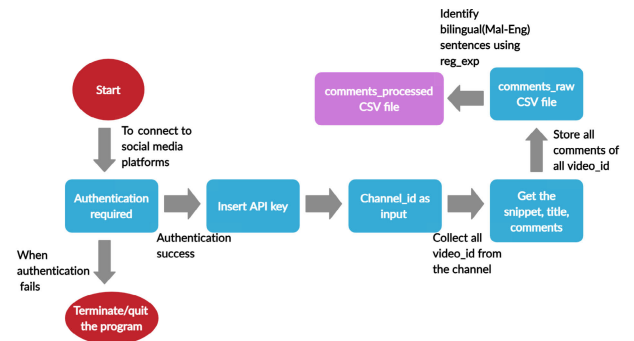 Start
To connect to
social media
platforms
Authentication
required
When
authentication
fails
Terminate/quit
the program
Authentication
success
Insert API key
Channel_id as
input
Collect all
video_id from
the channel
Get the
snippet, title,
comments
Store all
comments of
all video_id
comments_raw
CSV file
Identify
bilingual(Mal-Eng)
sentences using
reg_exp
comments_processed
CSV file